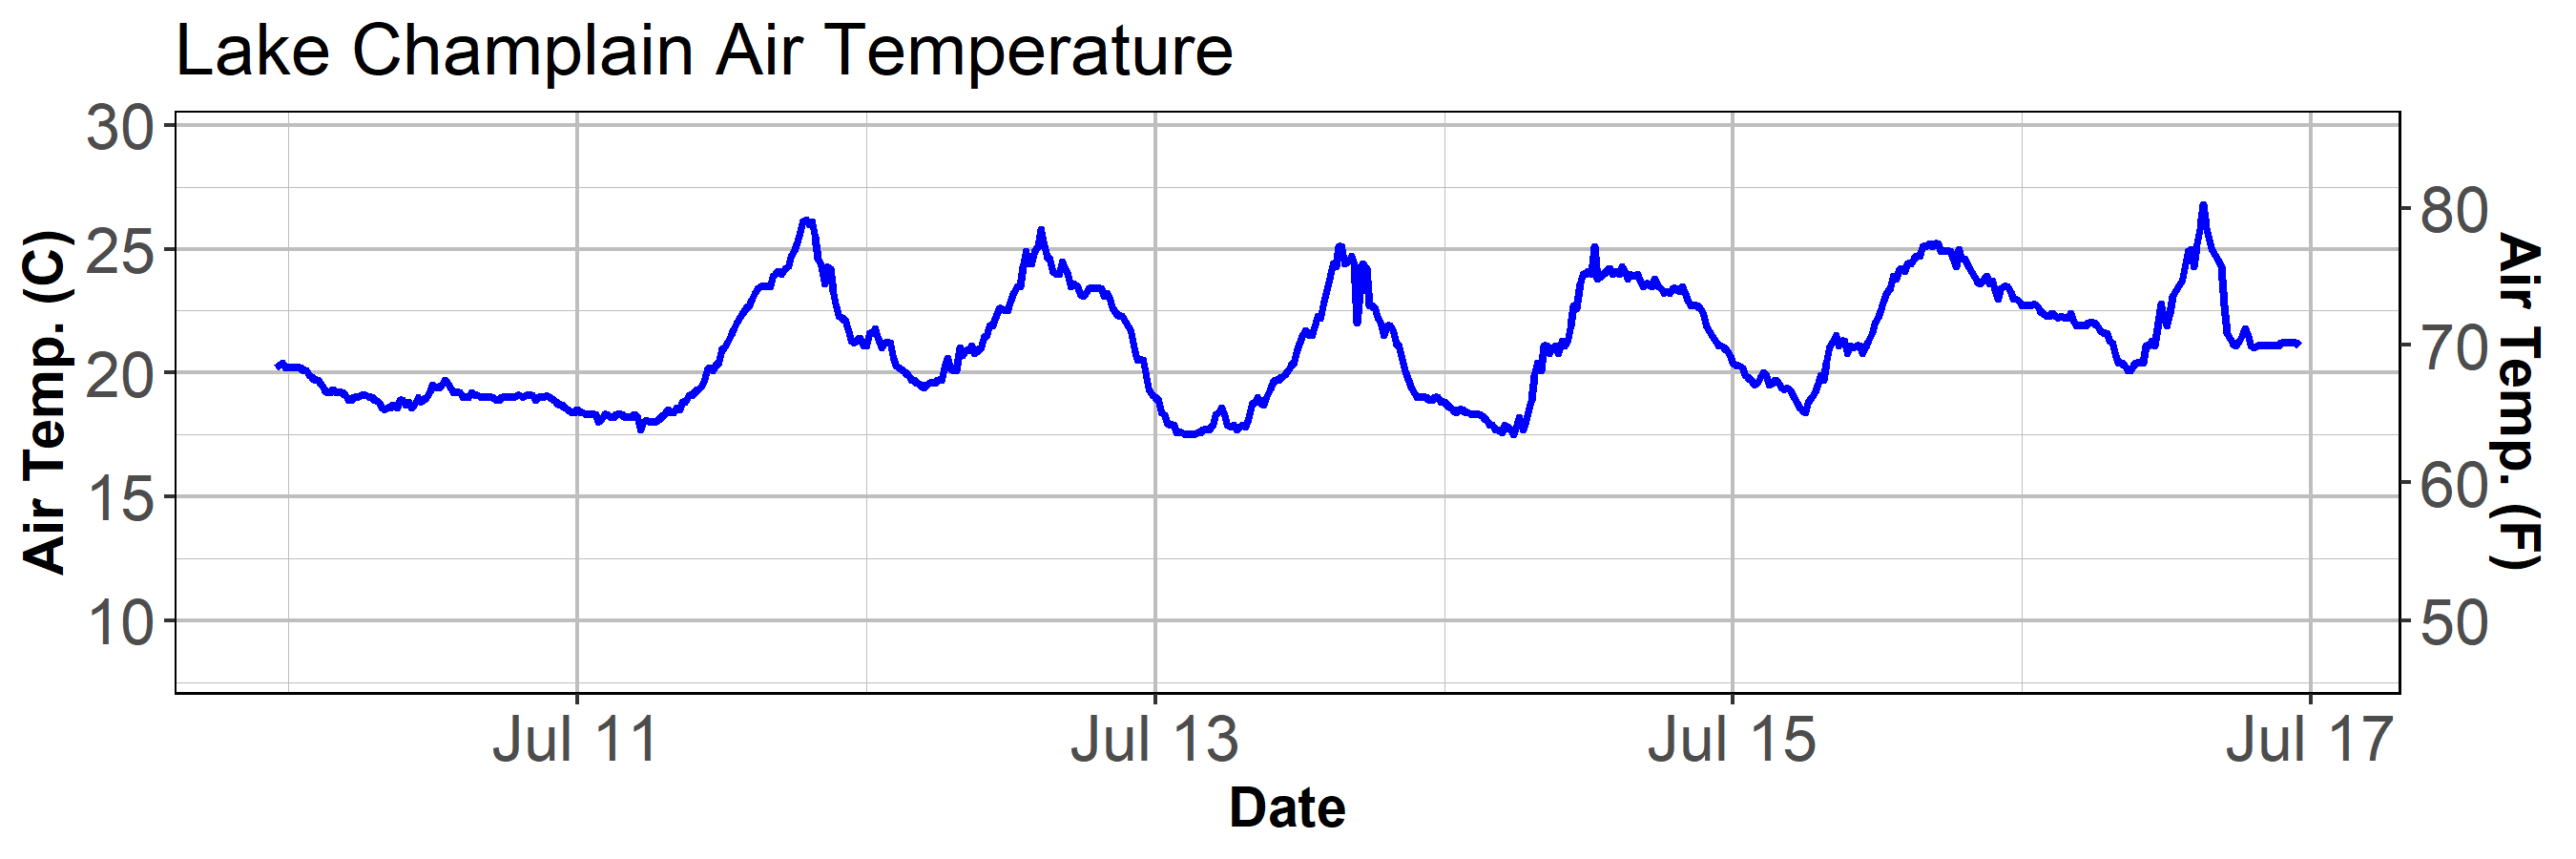 Lake Champlain Air Temperature
30
25
20
15
10
Air Temp. (C)
80
70
60
50
Air Temp. (F)
Jul 11 Jul 13 Jul 15 Jul 17
Date